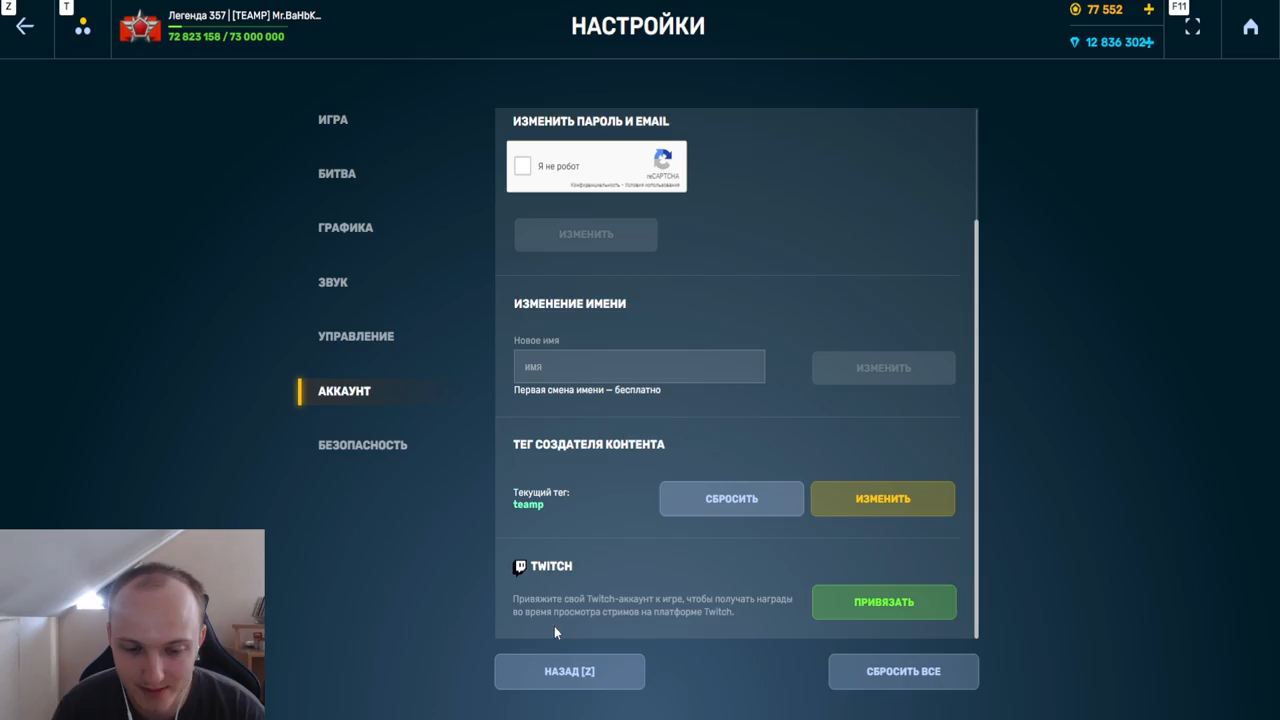 Z
T
Легенда 357 | [TEAMP] Mr.BaHbK...
72 823 158 / 73 000 000
НАСТРОЙКИ
77 552
12 836 302
F11
ИГРА
БИТВА
ГРАФИКА
ЗВУК
УПРАВЛЕНИЕ
АККАУНТ
БЕЗОПАСНОСТЬ
ИЗМЕНИТЬ ПАРОЛЬ И EMAIL
Я не робот
reCAPTCHA
Конфиденциальность - Условия использования
ИЗМЕНИТЬ
ИЗМЕНЕНИЕ ИМЕНИ
Новое имя
имя
ИЗМЕНИТЬ
Первая смена имени — бесплатно
ТЕГ СОЗДАТЕЛЯ КОНТЕНТА
Текущий тег:
teamp
СБРОСИТЬ
ИЗМЕНИТЬ
TWITCH
Привяжите свой Twitch-аккаунт к игре, чтобы получать награды
во время просмотра стримов на платформе Twitch.
ПРИВЯЗАТЬ
НАЗАД [Z]
СБРОСИТЬ ВСЕ